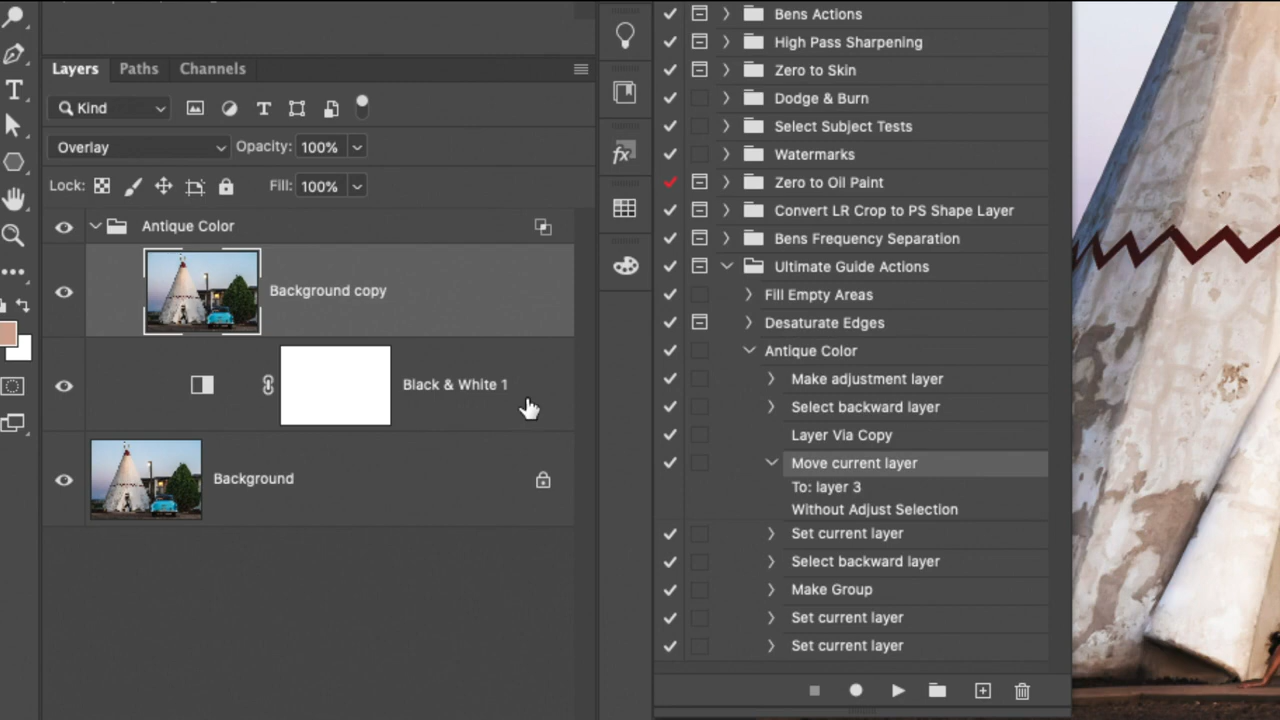 Layers Paths Channels
Kind
Overlay Opacity: 100%
Lock: Fill: 100%
Antique Color
Background copy
Black & White 1
Background
Bens Actions
High Pass Sharpening
Zero to Skin
Dodge & Burn
Select Subject Tests
Watermarks
Zero to Oil Paint
Convert LR Crop to PS Shape Layer
Bens Frequency Separation
Ultimate Guide Actions
Fill Empty Areas
Desaturate Edges
Antique Color
Make adjustment layer
Select backward layer
Layer Via Copy
Move current layer
To: layer 3
Without Adjust Selection
Set current layer
Select backward layer
Make Group
Set current layer
Set current layer